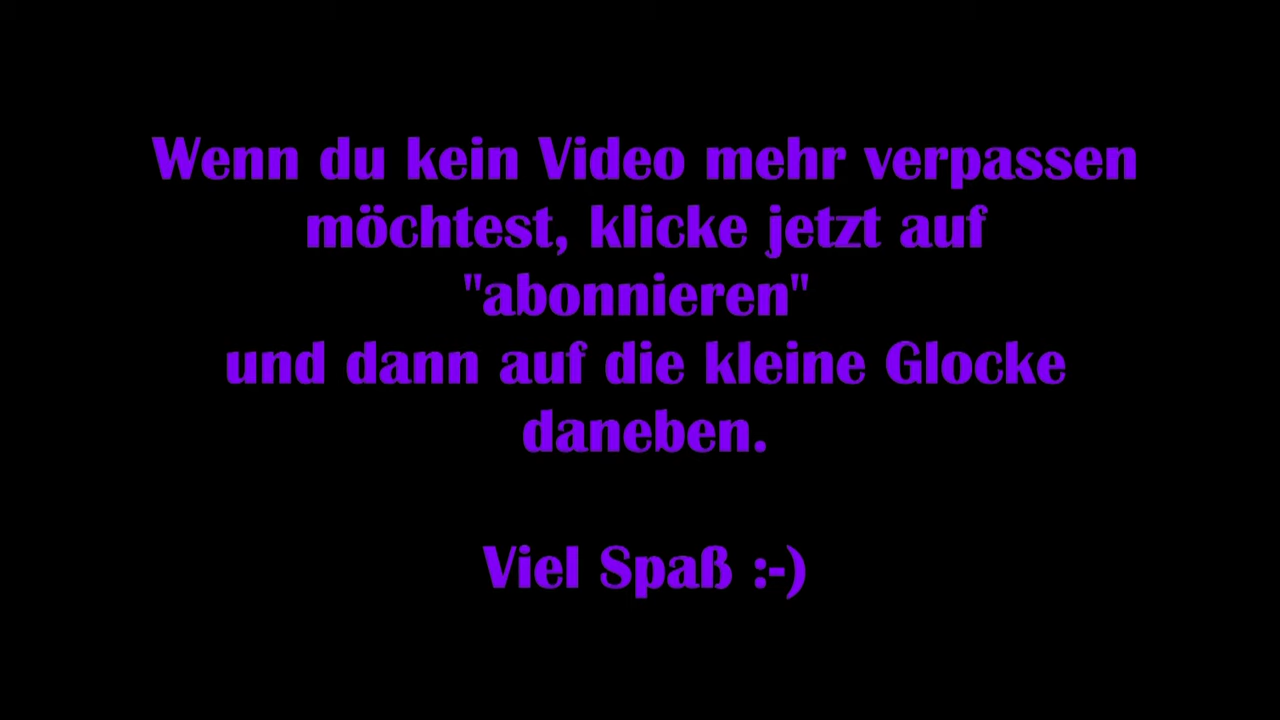 Wenn du kein Video mehr verpassen
möchtest, klicke jetzt auf
"abonnieren"
und dann auf die kleine Glocke
daneben.
Viel Spaß :-)